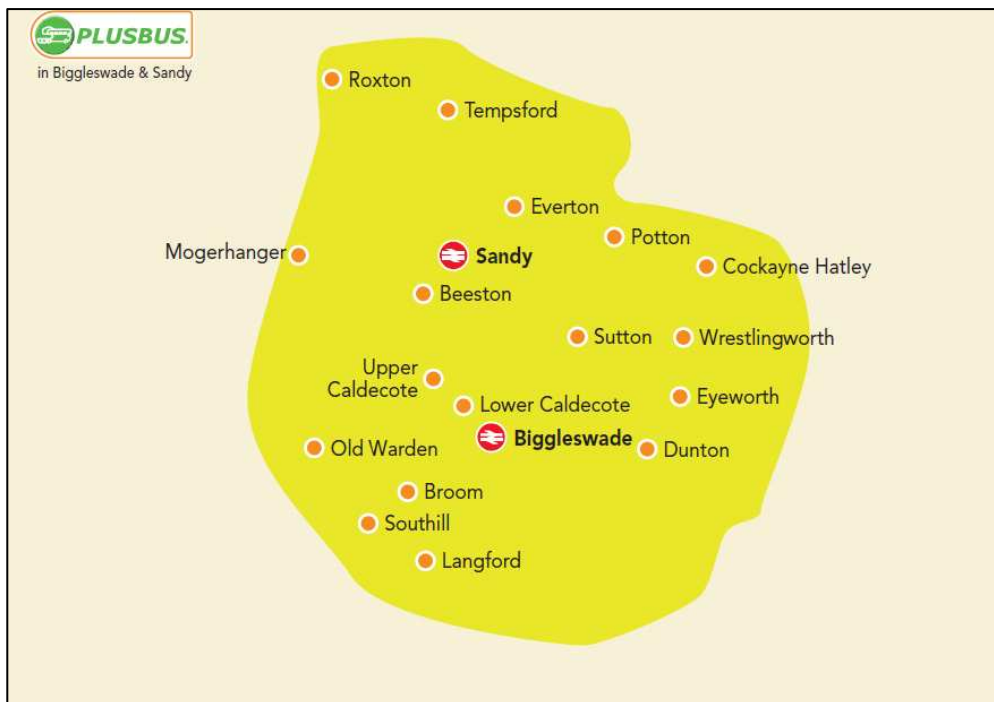 PLUSBUS.
in Biggleswade & Sandy
Roxton
Tempsford
Everton
Potton
Mogerhanger
Sandy
Cockayne Hatley
Beeston
Sutton
Wrestlingworth
Upper
Caldecote
Eyeworth
Lower Caldecote
Biggleswade
Old Warden
Dunton
Broom
Southill
Langford